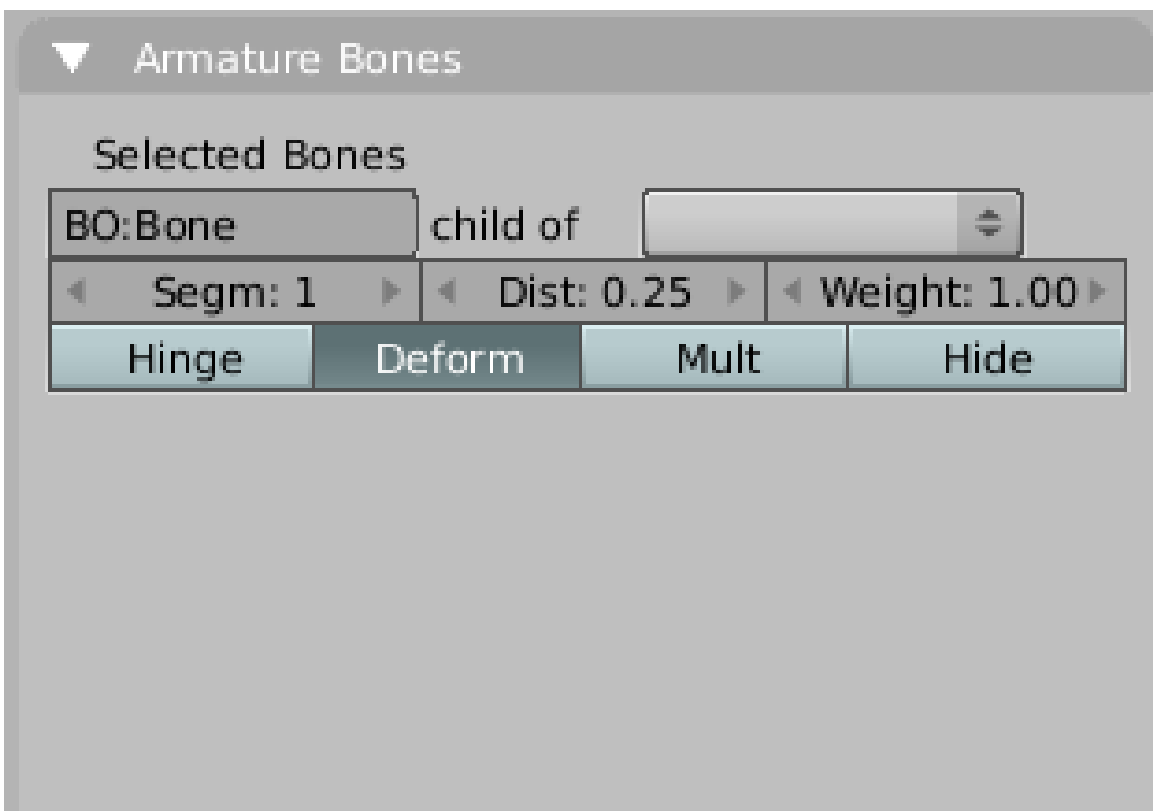 Armature Bones
Selected Bones
BO:Bone child of
Segm: 1 Dist: 0.25 Weight: 1.00
Hinge Deform Mult Hide